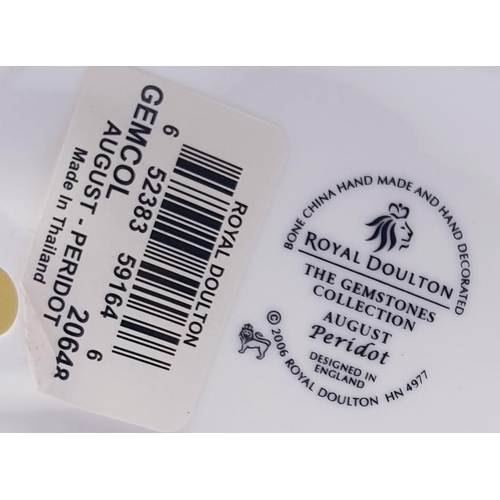 ROYAL DOULTON
6 52383 59164 6
GEMCOL 20648
AUGUST - PERIDOT
Made in Thailand
BONE CHINA HAND MADE AND HAND DECORATED
ROYAL DOULTON
THE GEMSTONES
COLLECTION
AUGUST
Peridot
DESIGNED IN
ENGLAND
© 2006 ROYAL DOULTON HN 4977